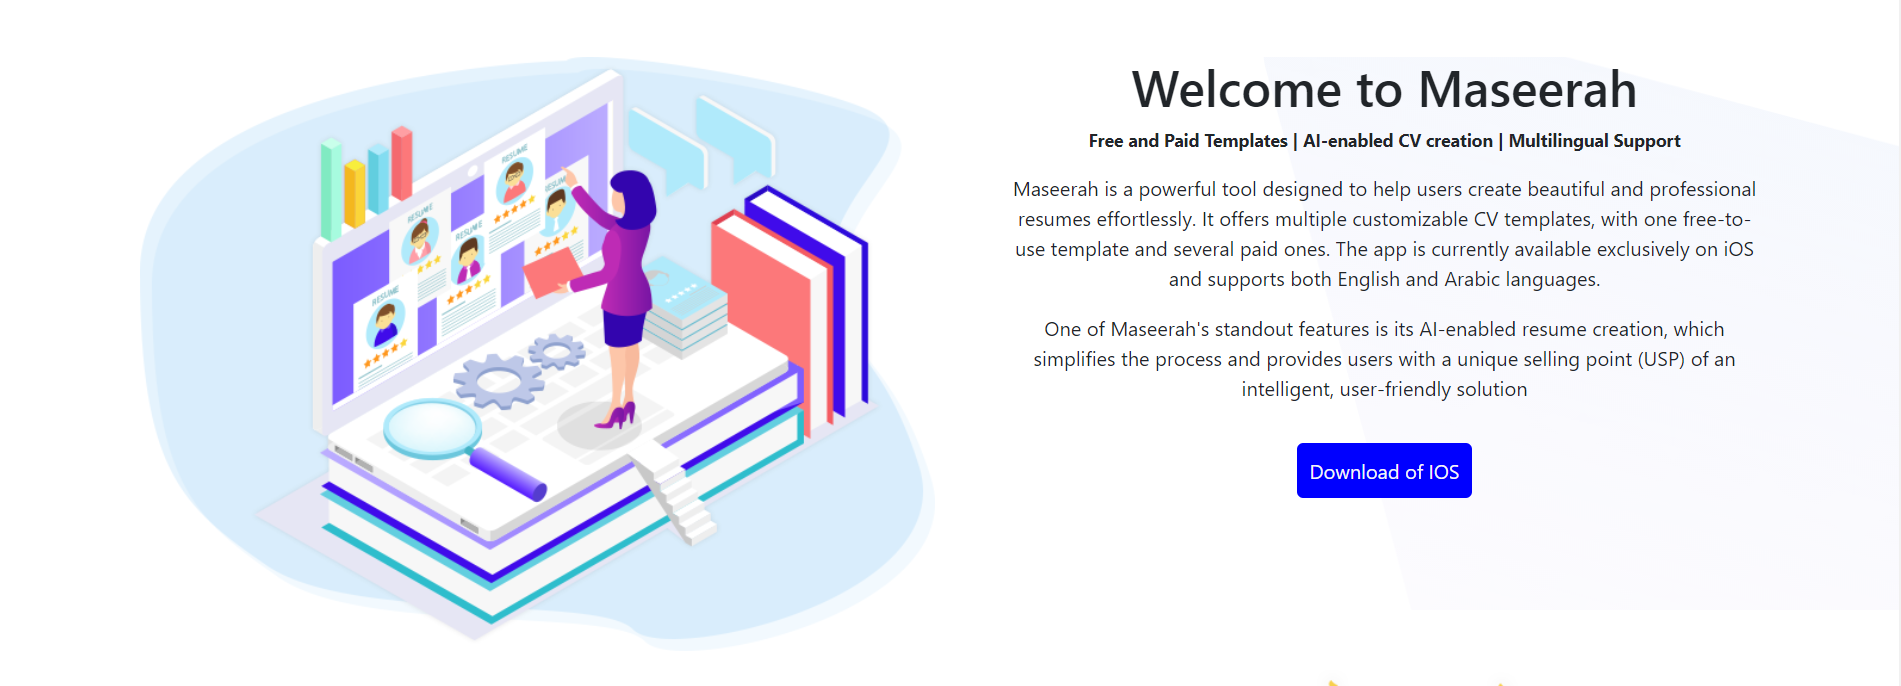 Welcome to Maseerah
Free and Paid Templates | AI-enabled CV creation | Multilingual Support
Maseerah is a powerful tool designed to help users create beautiful and professional
resumes effortlessly. It offers multiple customizable CV templates, with one free-to-
use template and several paid ones. The app is currently available exclusively on iOS
and supports both English and Arabic languages.
One of Maseerah's standout features is its AI-enabled resume creation, which
simplifies the process and provides users with a unique selling point (USP) of an
intelligent, user-friendly solution
Download of IOS
RESUME
RESUME
RESUME
RESUME
RESUME